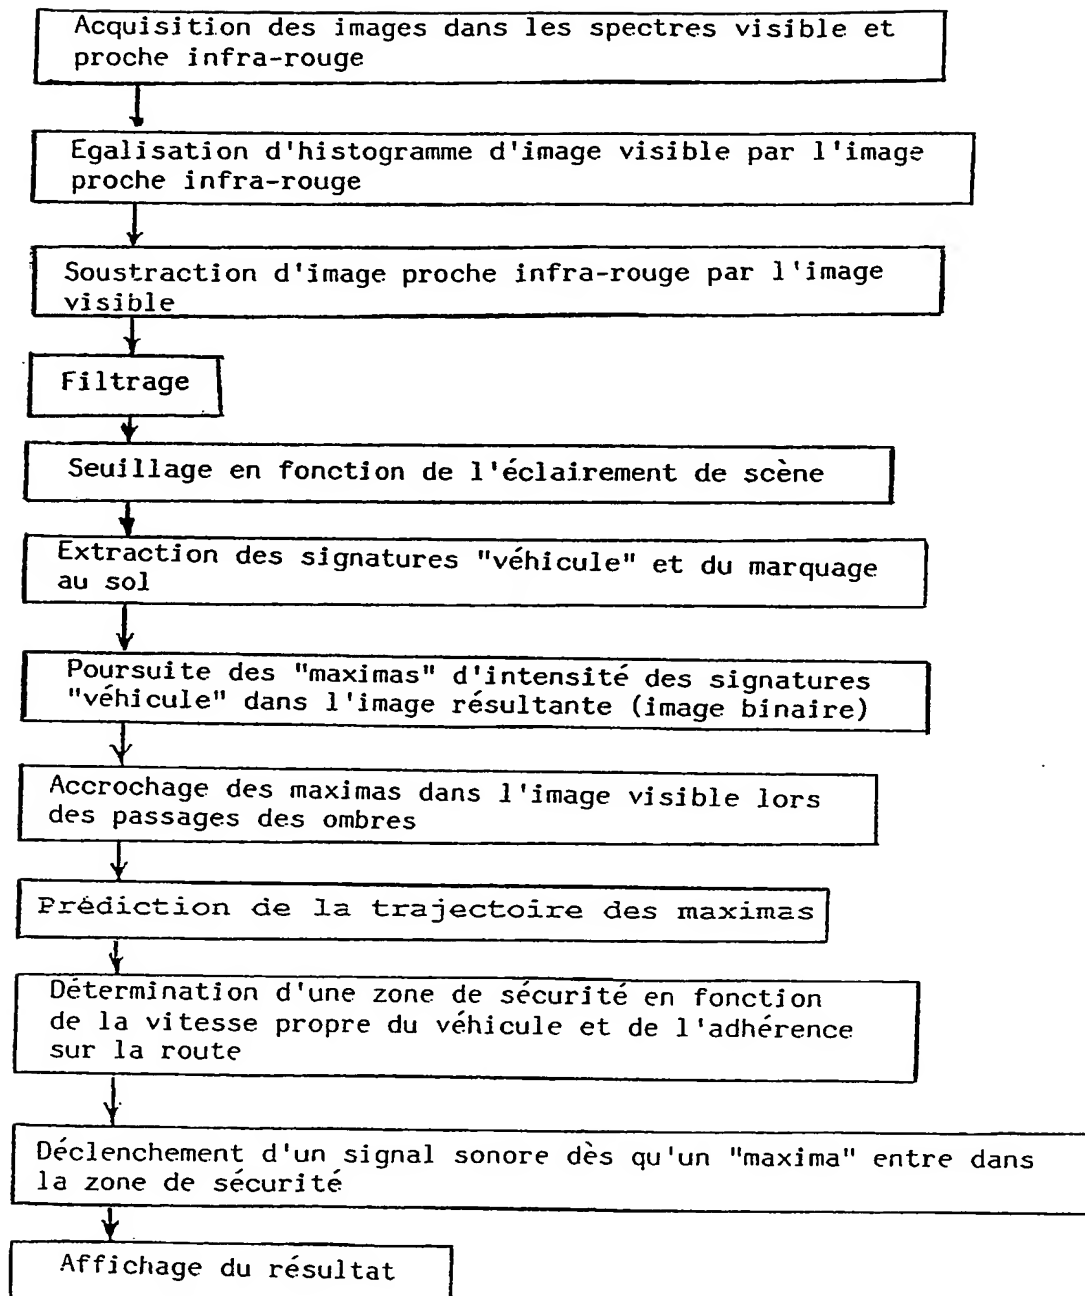 Acquisition des images dans les spectres visible et
proche infra-rouge
Egalisation d'histogramme d'image visible par l'image
proche infra-rouge
Soustraction d'image proche infra-rouge par l'image
visible
Filtrage
Seuillage en fonction de l'éclairement de scène
Extraction des signatures "véhicule" et du marquage
au sol
Poursuite des "maximas" d'intensité des signatures
"véhicule" dans l'image résultante (image binaire)
Accrochage des maximas dans l'image visible lors
des passages des ombres
Prédiction de la trajectoire des maximas
Détermination d'une zone de sécurité en fonction
de la vitesse propre du véhicule et de l'adhérence
sur la route
Déclenchement d'un signal sonore dès qu'un "maxima" entre dans
la zone de sécurité
Affichage du résultat